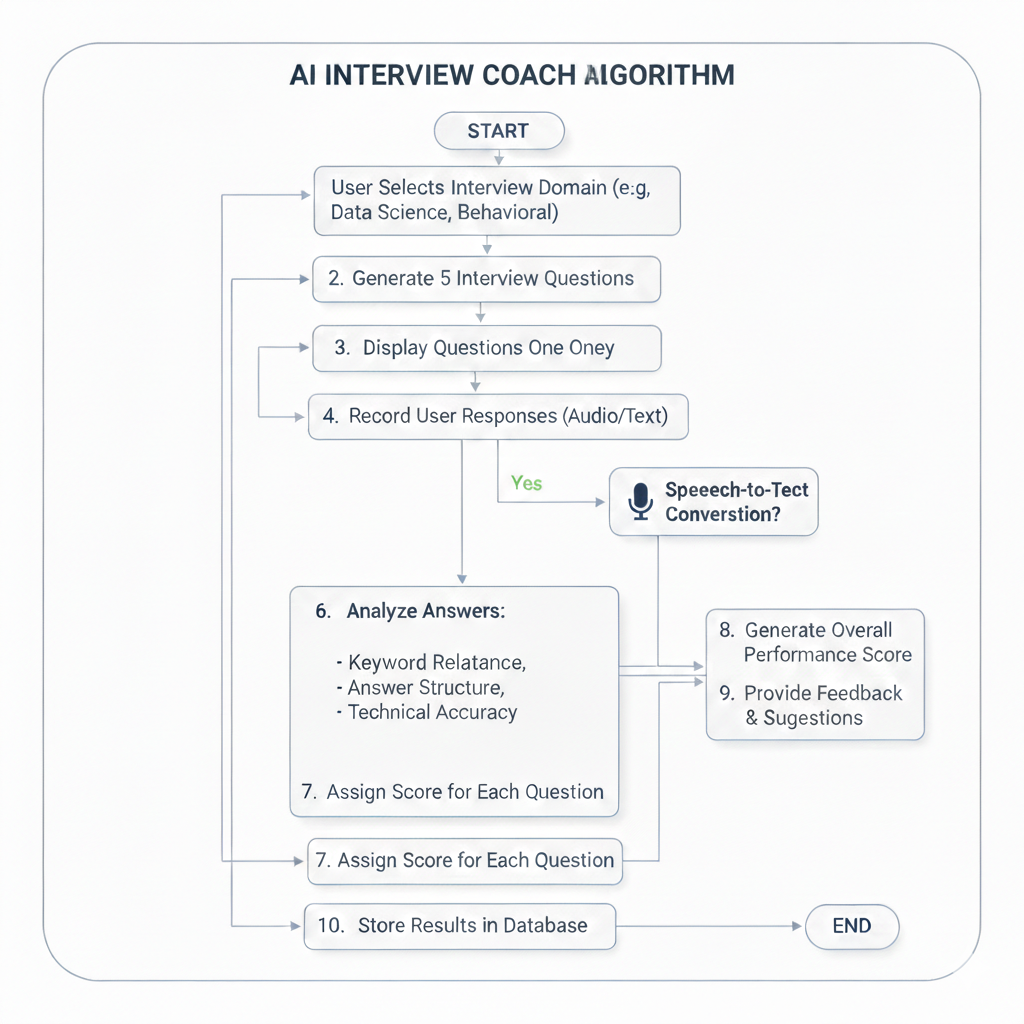 AI INTERVIEW COACH AIGORITHM
START
User Selects Interview Domain (e:g,
Data Science, Behavioral)
2. Generate 5 Interview Questions
3. Display Questions One Oney
4. Record User Responses (Audio/Text)
Yes
Speeech-to-Tect
Converstion?
6. Analyze Answers:
- Keyword Relatance,
- Answer Structure,
- Technical Accuracy
7. Assign Score for Each Question
8. Generate Overall
Performance Score
9. Provide Feedback
& Sugestions
7. Assign Score for Each Question
10. Store Results in Database
END